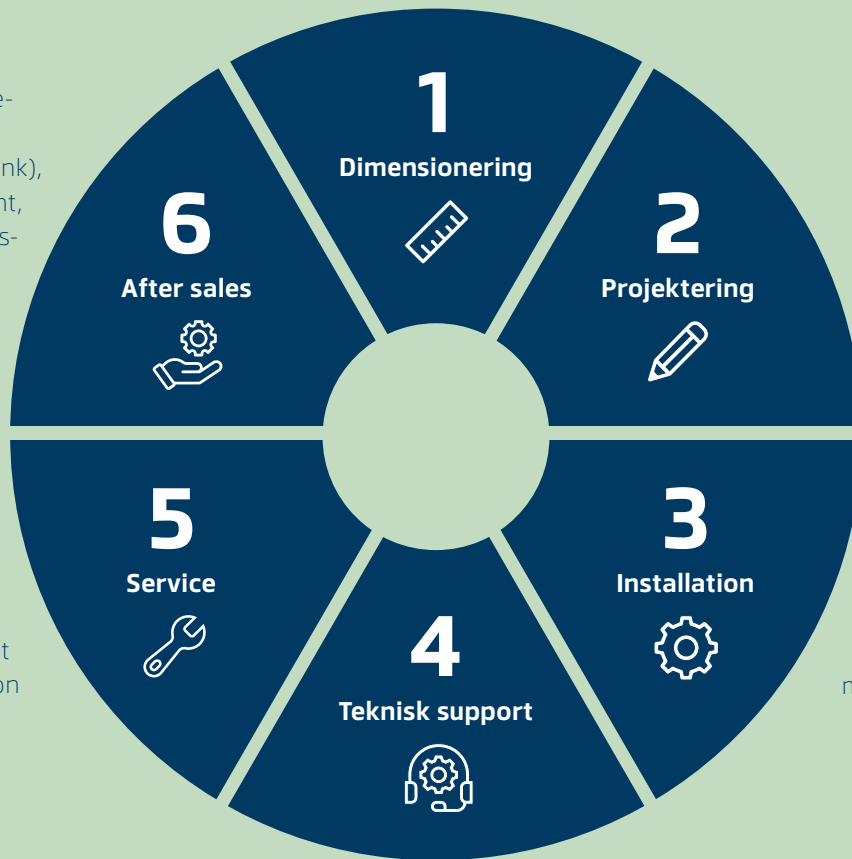 1
Dimensionering
2
Projektering
3
Installation
4
Teknisk support
5
Service
6
After sales